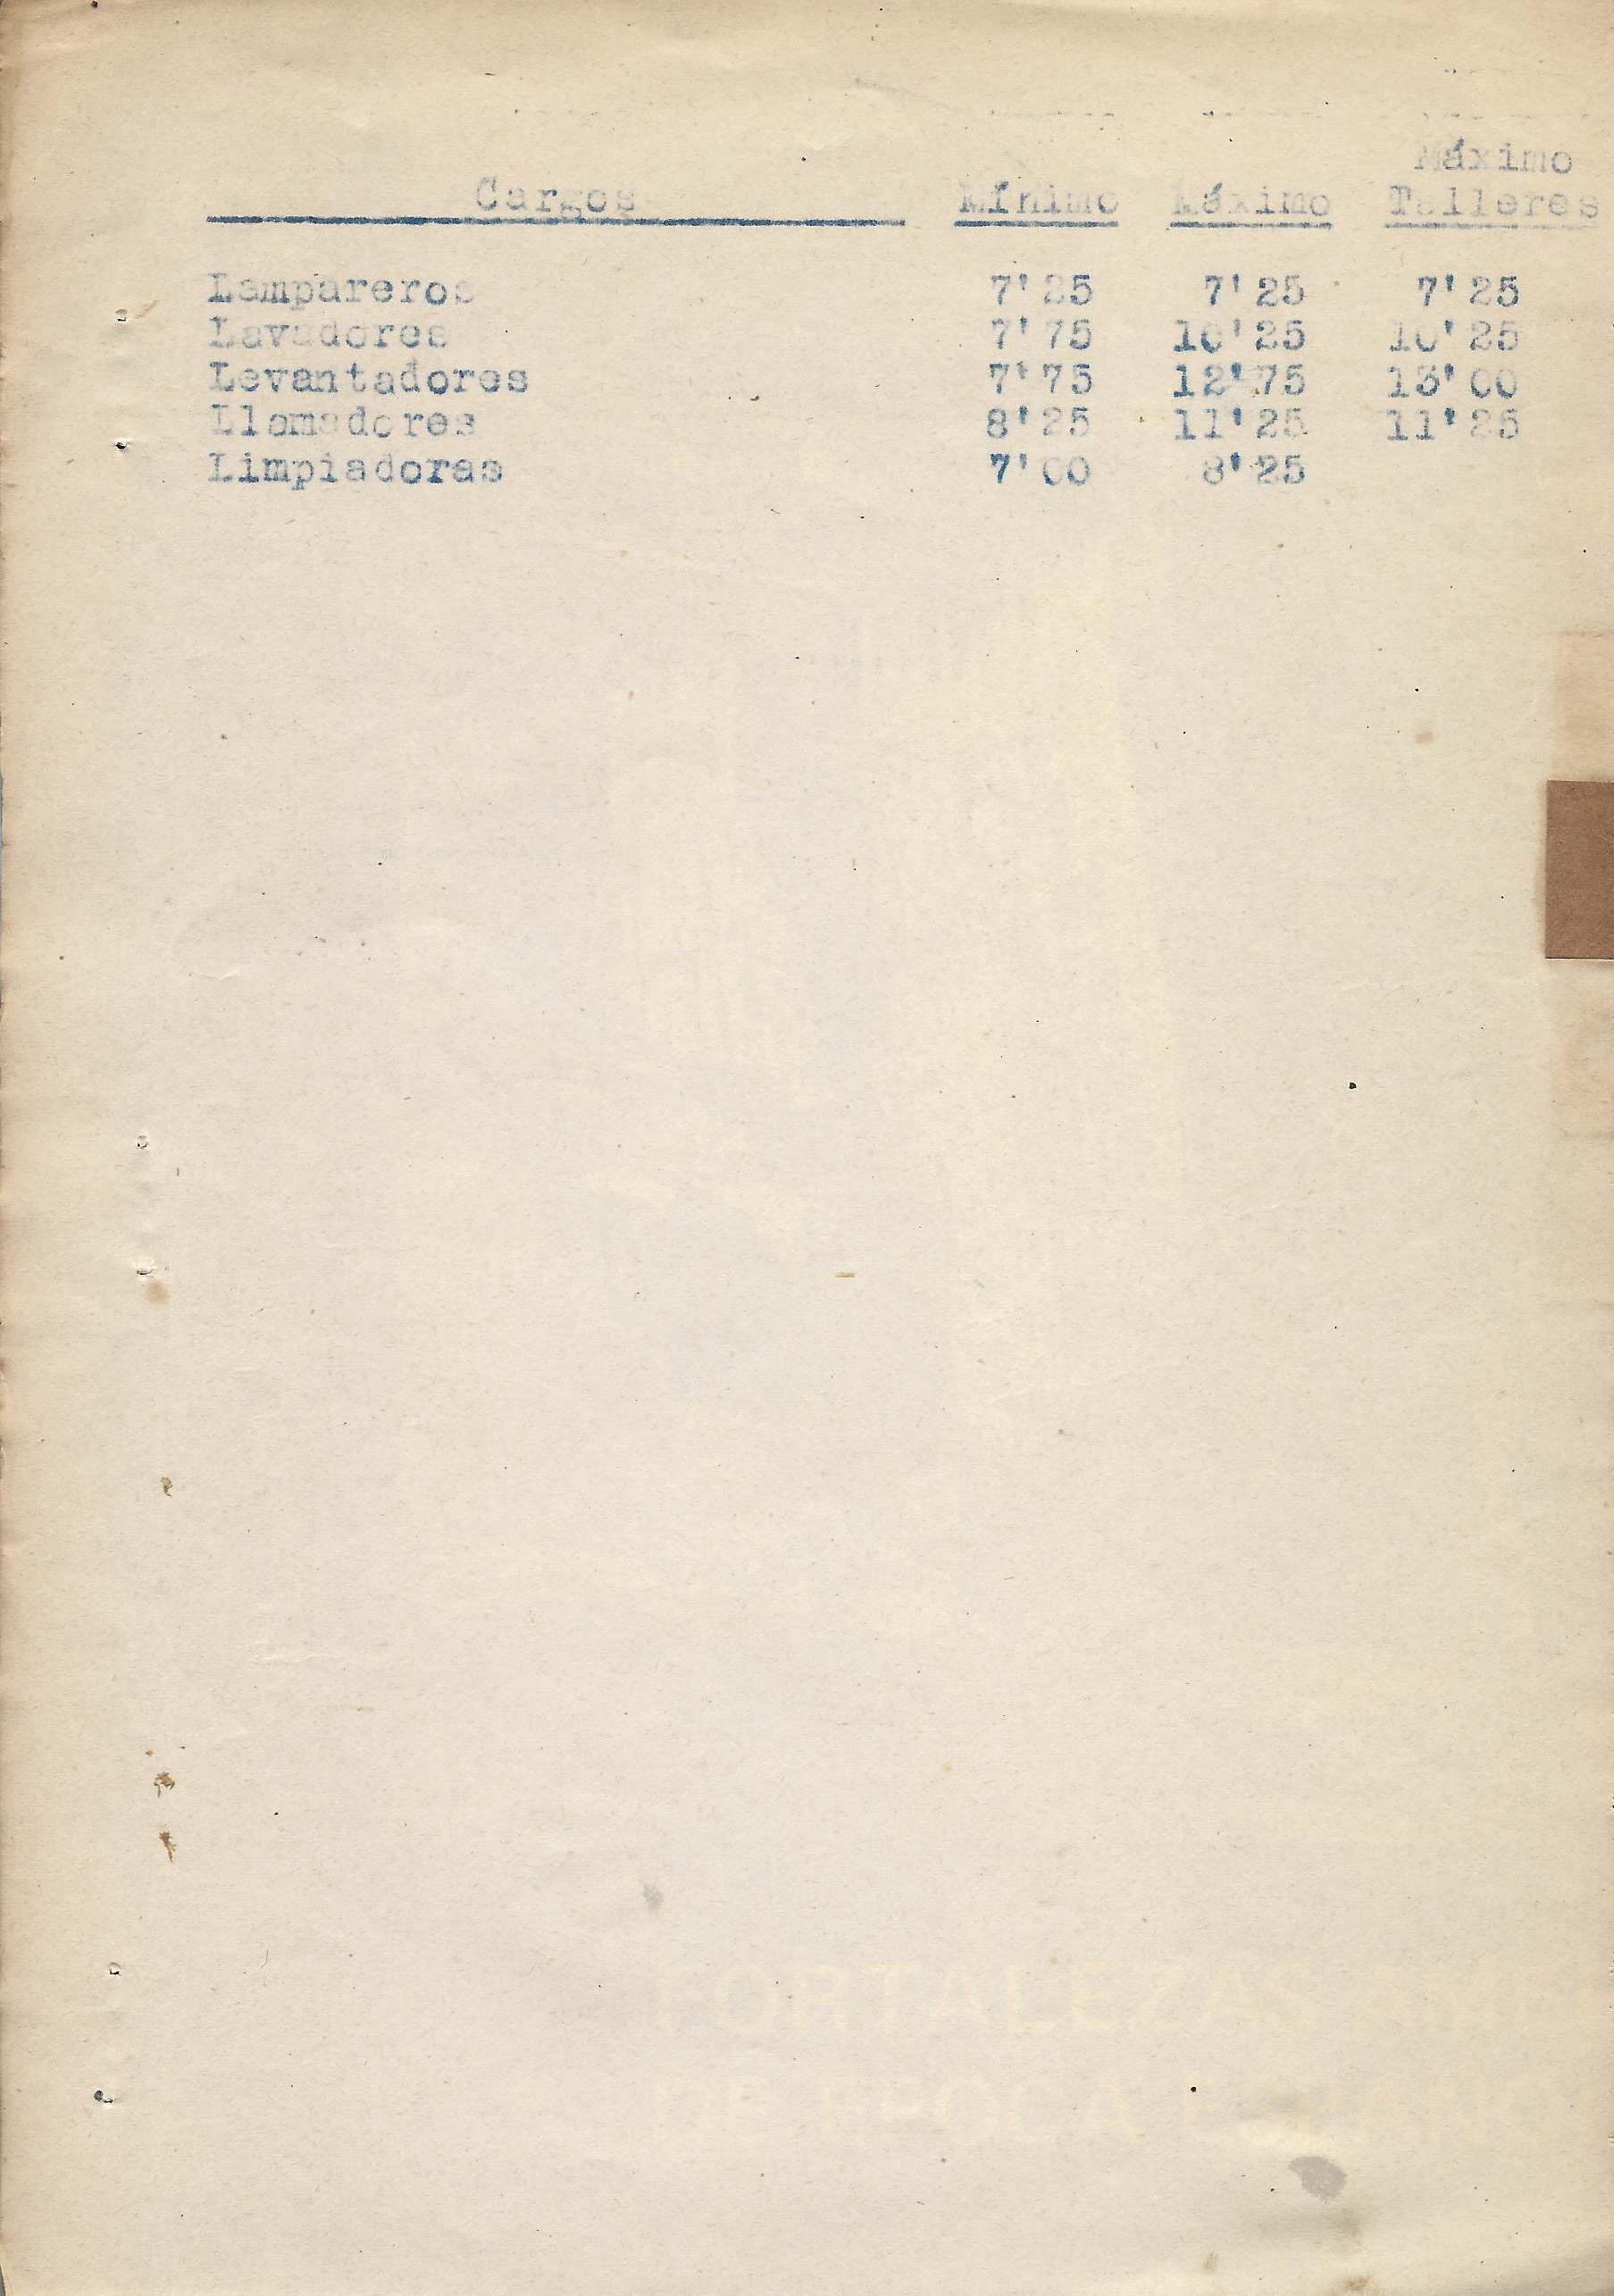 Máximo
Cargos Mínimo Máximo Talleres
Lampareros 7'25 7'25 7'25
Lavadores 7'75 10'25 10'25
Levantadores 7'75 12'75 13'00
Llamadores 8'25 11'25 11'25
Limpiadoras 7'00 8'25
FORTALEZAS